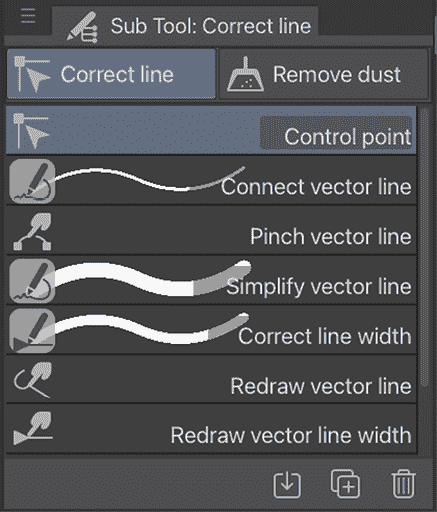 Sub Tool: Correct line
Correct line
Remove dust
Control point
Connect vector line
Pinch vector line
Simplify vector line
Correct line width
Redraw vector line
Redraw vector line width